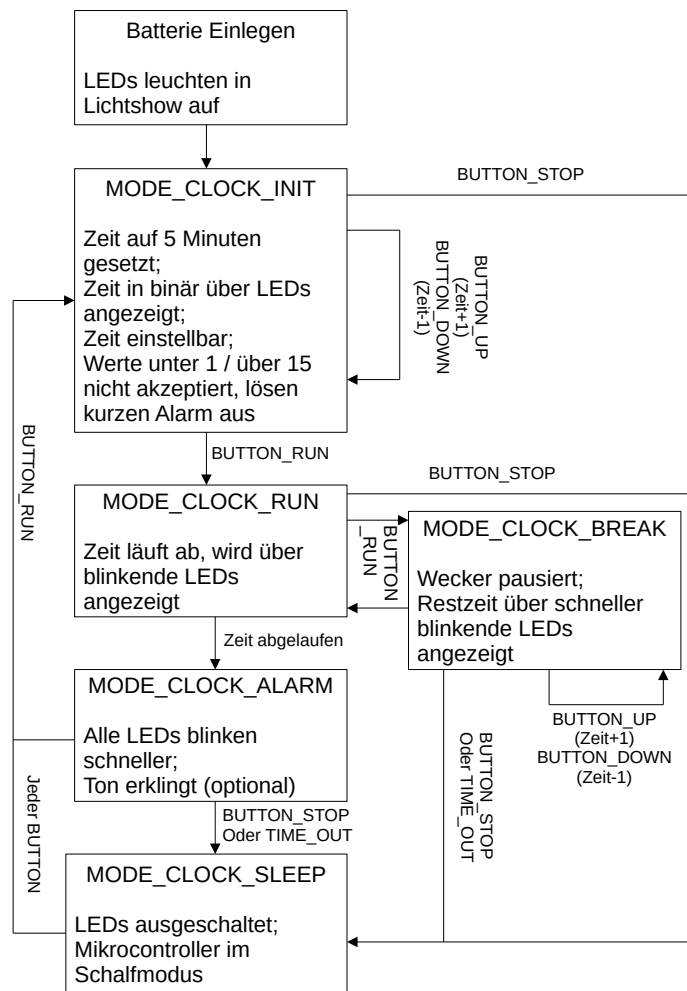 Batterie Einlegen
LEDs leuchten in
Lichtshow auf
MODE_CLOCK_INIT
Zeit auf 5 Minuten
gesetzt;
Zeit in binär über LEDs
angezeigt;
Zeit einstellbar;
Werte unter 1 / über 15
nicht akzeptiert, lösen
kurzen Alarm aus
BUTTON_STOP
BUTTON_UP
(Zeit+1)
BUTTON_DOWN
(Zeit-1)
BUTTON_RUN
BUTTON_RUN
BUTTON_STOP
MODE_CLOCK_RUN
Zeit läuft ab, wird über
blinkende LEDs
angezeigt
BUTTON
_RUN
MODE_CLOCK_BREAK
Wecker pausiert;
Restzeit über schneller
blinkende LEDs
angezeigt
Zeit abgelaufen
MODE_CLOCK_ALARM
Alle LEDs blinken
schneller;
Ton erklingt (optional)
BUTTON_UP
(Zeit+1)
BUTTON_DOWN
(Zeit-1)
BUTTON_STOP
Oder TIME_OUT
Jeder BUTTON
BUTTON_STOP
Oder TIME_OUT
MODE_CLOCK_SLEEP
LEDs ausgeschaltet;
Mikrocontroller im
Schalfmodus